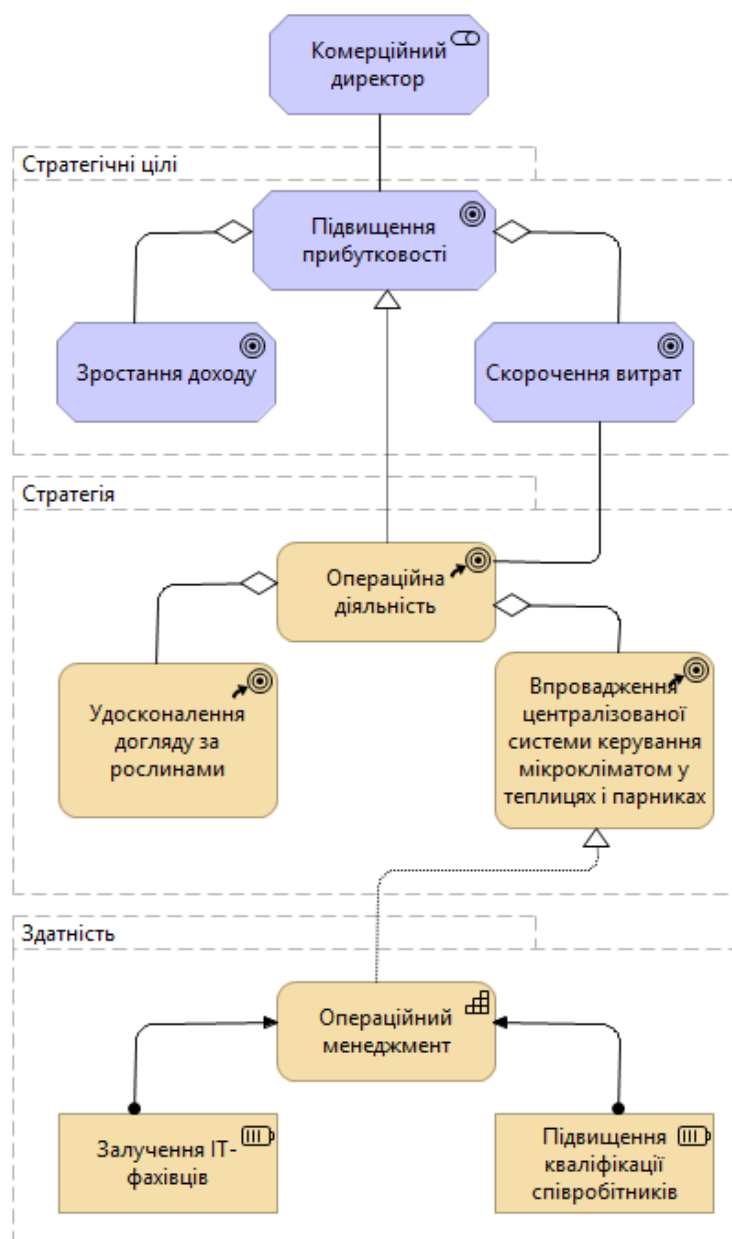 Комерційний
директор
Стратегічні цілі
Підвищення
прибутковості
Зростання доходу
Скорочення витрат
Стратегія
Операційна
діяльність
Удосконалення
догляду за
рослинами
Впровадження
централізованої
системи керування
мікрокліматом у
теплицях і парниках
Здатність
Операційний
менеджмент
Залучення ІТ-
фахівців
Підвищення
кваліфікації
співробітників